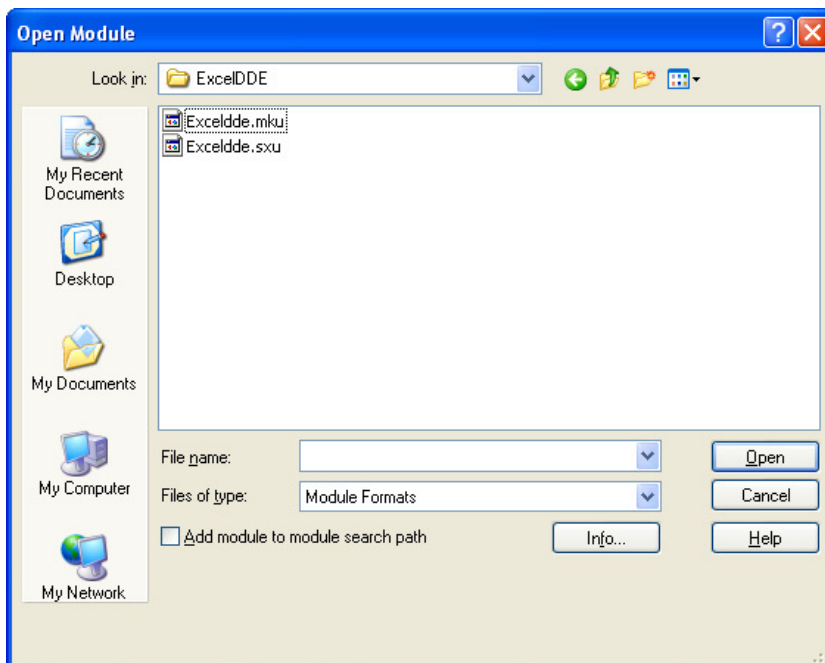 Open Module
Look in: ExcelDDE
Exceldde.mku
Exceldde.sxu
My Recent
Documents
Desktop
My Documents
My Computer
My Network
File name:
Open
Files of type: Module Formats
Cancel
Add module to module search path
Info...
Help